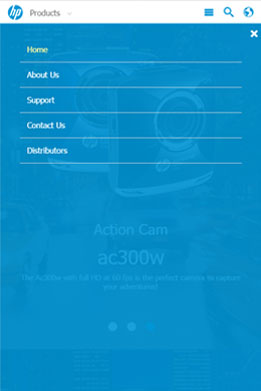 hp Products
Home
About Us
Support
Contact Us
Distributors
Action Cam
ac300w
The Ac300w with full HD at 60 fps is the perfect camera to capture
your adventures!